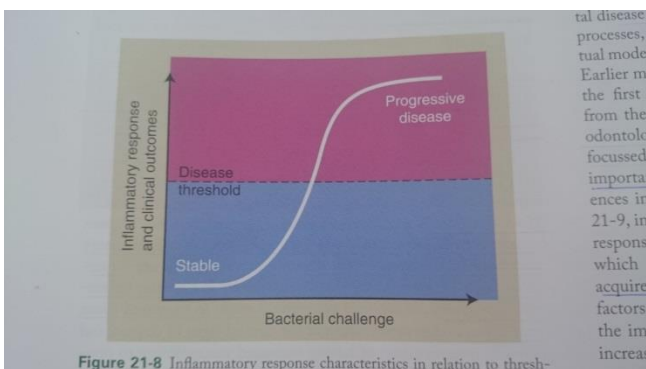 Inflammatory response
and clinical outcomes
Progressive
disease
Disease
threshold
Stable
Bacterial challenge
Figure 21-8 Inflammatory response characteristics in relation to thresh-
tal disease
processes,
tual mode
Earlier m
the first
from the
odontolo
focussed
importa
ences in
21-9, in
respons
which
acquire
factors
the im
increas